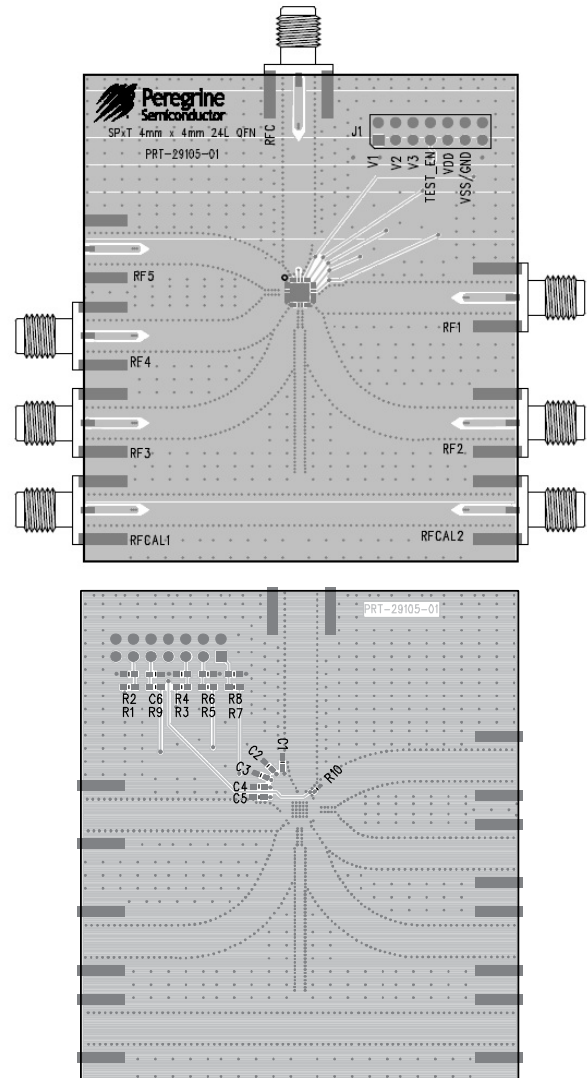 Peregrine
Semiconductor
SPxT 4mm x 4mm 24L QFN
PRT-29105-01
RFC
J1
V1
V2
V3
TEST_EN
VDD
VSS/GND
RF5
RF1
RF4
RF3
RF2
RFCAL1
RFCAL2
PRT-29105-01
R2 C6 R4 R6 R8
R1 R9 R3 R5 R7
C1
C2
C3
R10
C4
C5